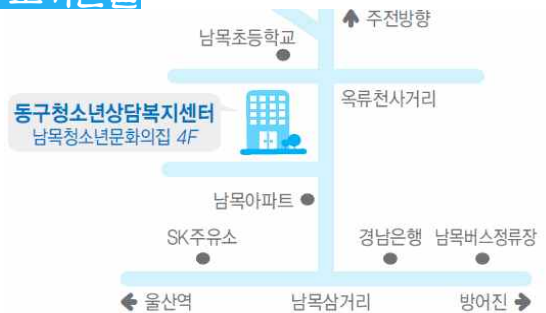 주전방향
남목초등학교
옥류천사거리
동구청소년상담복지센터
남목청소년문화의집 4F
남목아파트
SK주유소
경남은행
남목버스정류장
울산역
남목삼거리
방어진